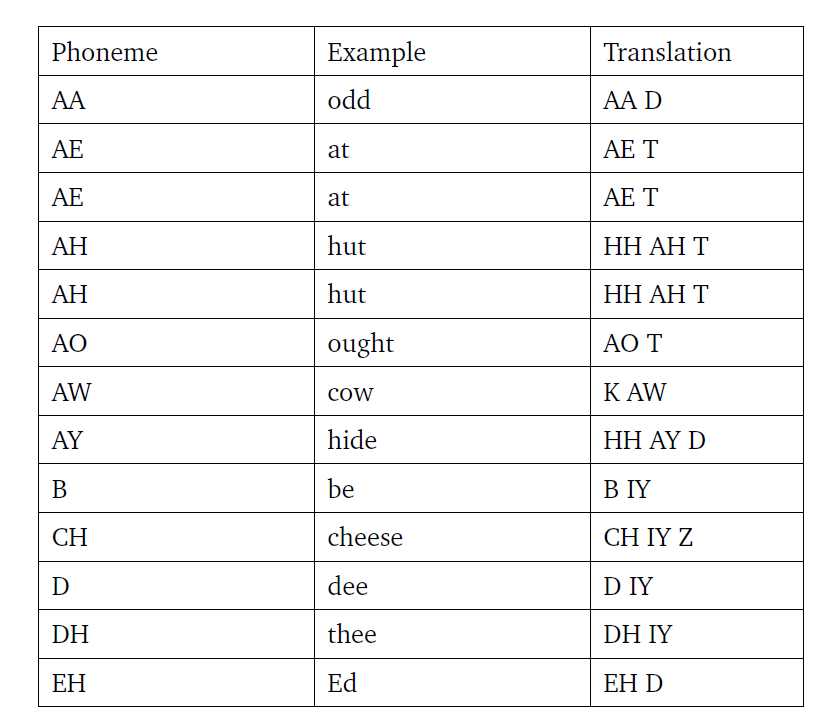 Phoneme Example Translation
AA odd AA D
AE at AE T
AE at AE T
AH hut HH AH T
AH hut HH AH T
AO ought AO T
AW cow K AW
AY hide HH AY D
B be B IY
CH cheese CH IY Z
D dee D IY
DH thee DH IY
EH Ed EH D